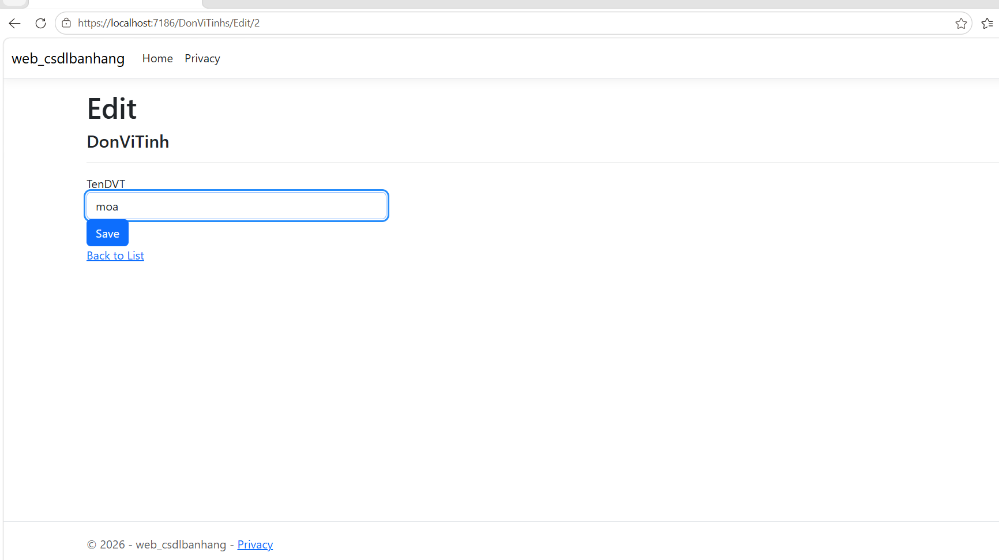 https://localhost:7186/DonViTinhs/Edit/2
web_csdlbanhang Home Privacy
Edit
DonViTinh
TenDVT
moa
Save
Back to List
© 2026 - web_csdlbanhang - Privacy